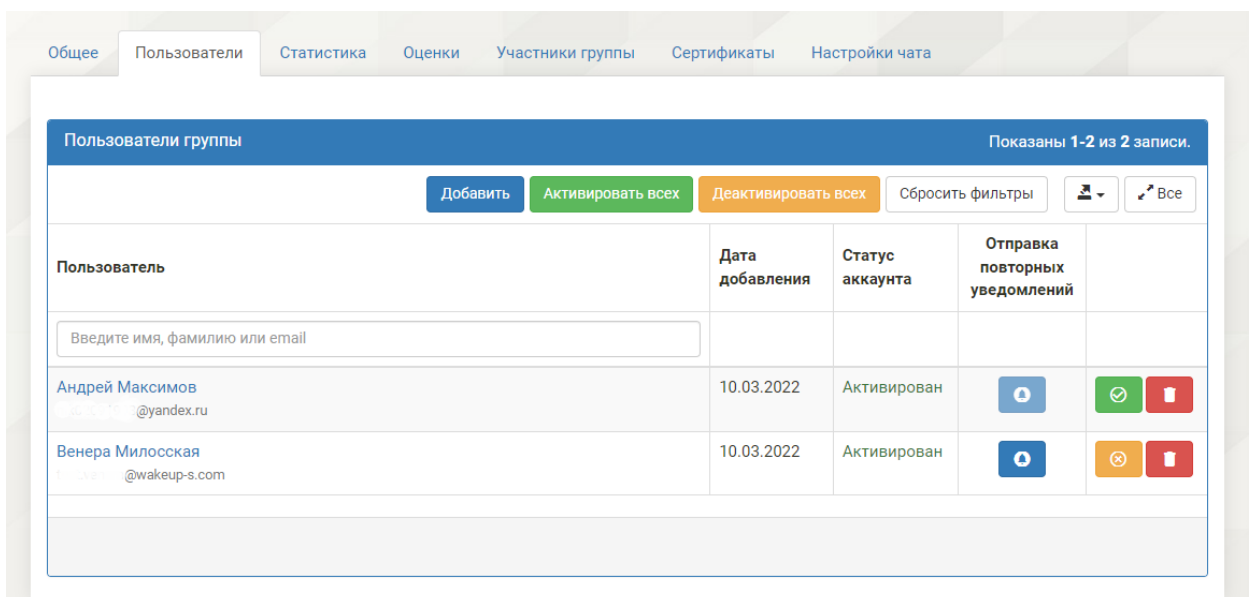 Общее Пользователи Статистика Оценки Участники группы Сертификаты Настройки чата
Пользователи группы Показаны 1-2 из 2 записи.
Добавить Активировать всех Деактивировать всех Сбросить фильтры Все
Пользователь Дата добавления Статус аккаунта Отправка повторных уведомлений
Введите имя, фамилию или email
Андрей Максимов 10.03.2022 Активирован
@yandex.ru
Венера Милосская 10.03.2022 Активирован
@wakeup-s.com